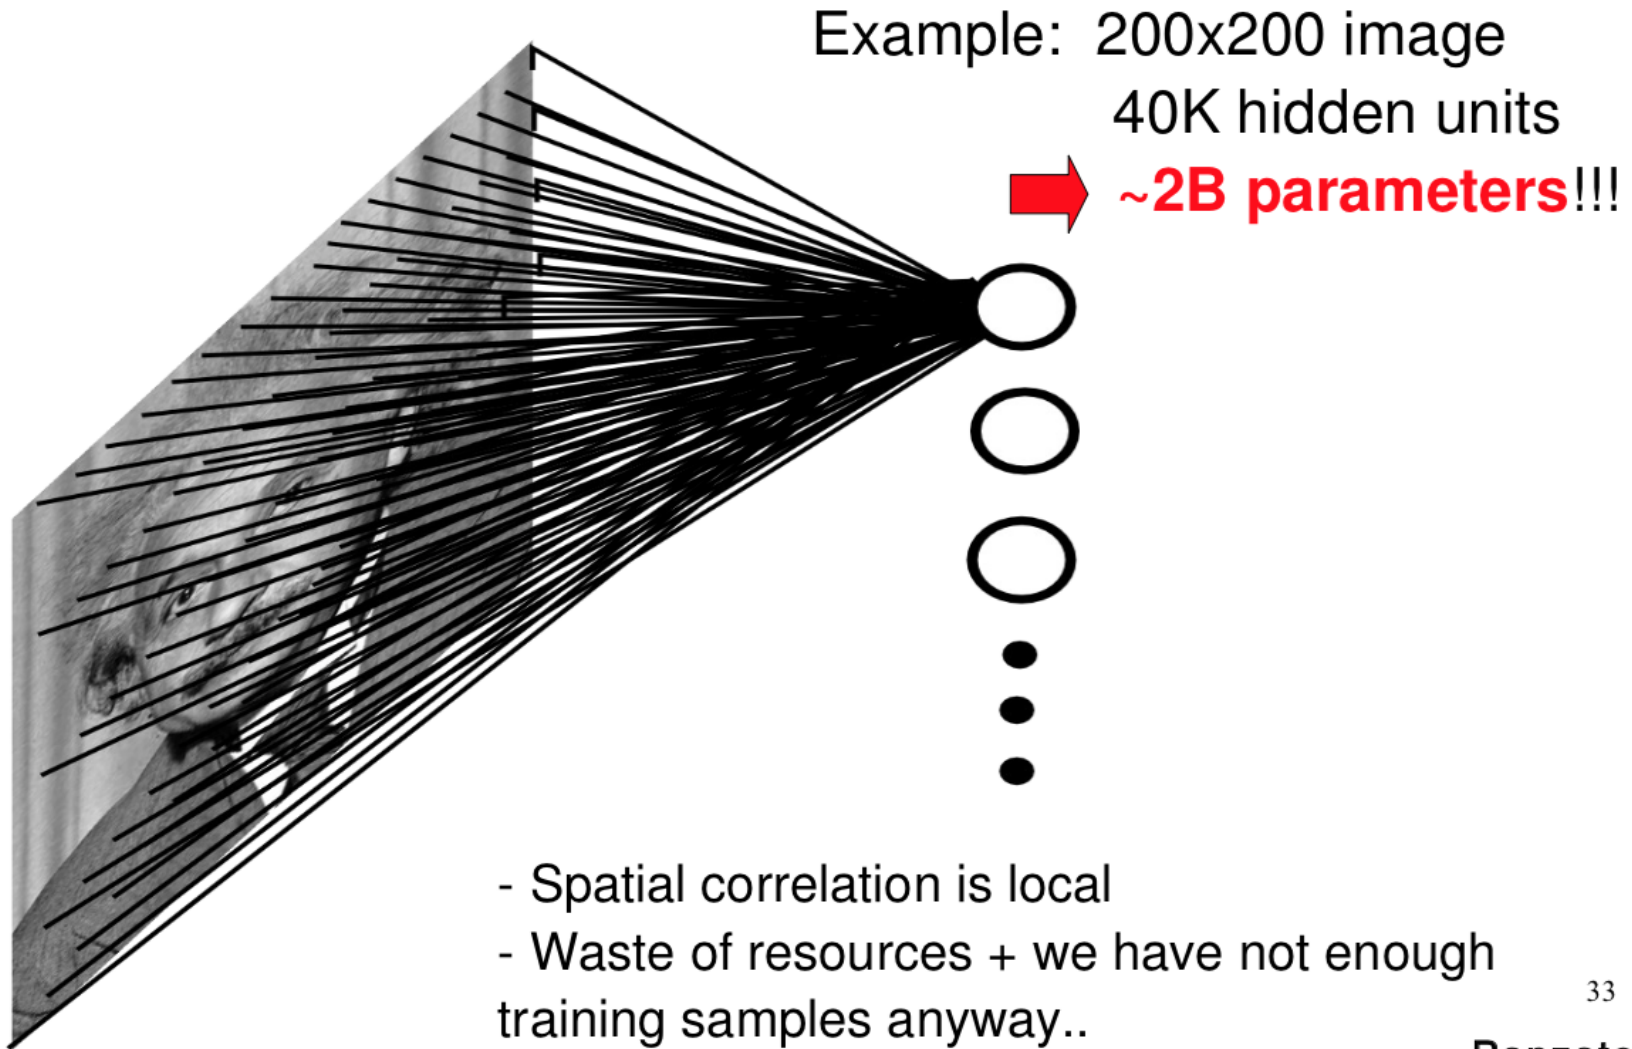 Example: 200x200 image
40K hidden units
~2B parameters!!!
- Spatial correlation is local
- Waste of resources + we have not enough
training samples anyway..
33